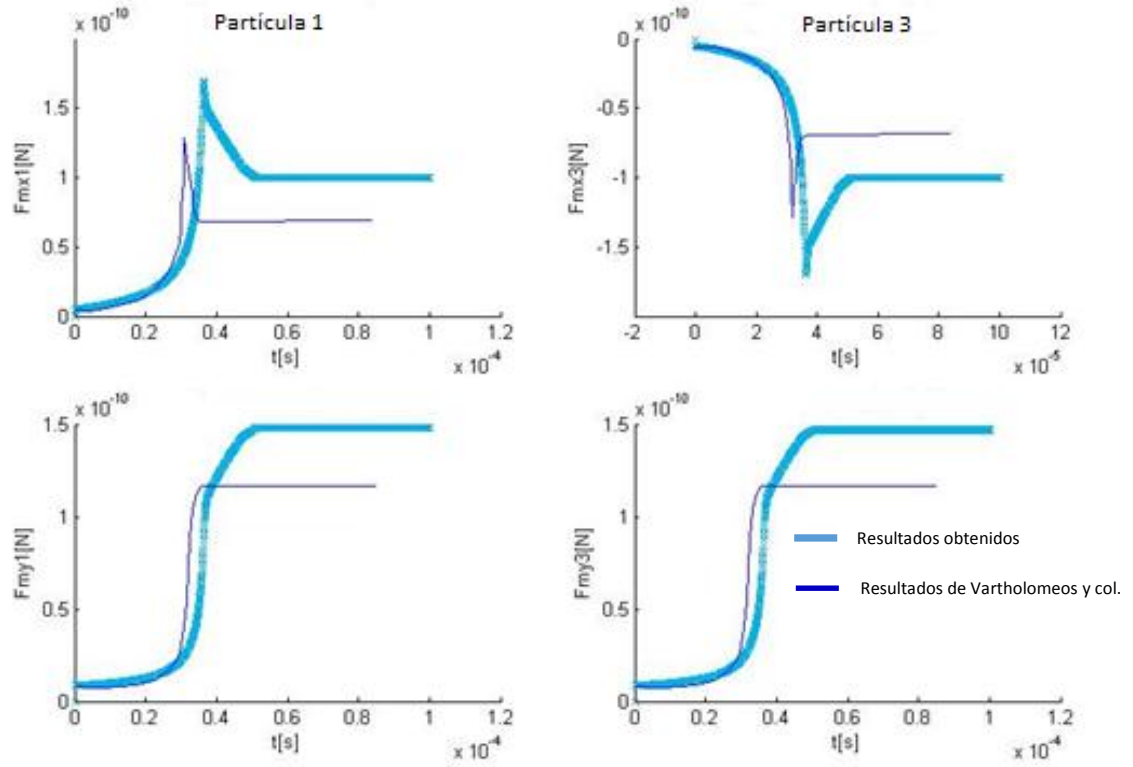 x 10^-10
Partícula 1
1.5
1
0.5
0
Fmx1[N]
0 0.2 0.4 0.6 0.8 1 1.2
t[s]
x 10^-4
x 10^-10
Partícula 3
0
-0.5
-1
-1.5
Fmx3[N]
-2 0 2 4 6 8 10 12
t[s]
x 10^-5
x 10^-10
1.5
1
0.5
0
Fmy1[N]
0 0.2 0.4 0.6 0.8 1 1.2
t[s]
x 10^-4
x 10^-10
1.5
1
0.5
0
Fmy3[N]
Resultados obtenidos
Resultados de Vartholomeos y col.
0 0.2 0.4 0.6 0.8 1 1.2
t[s]
x 10^-4